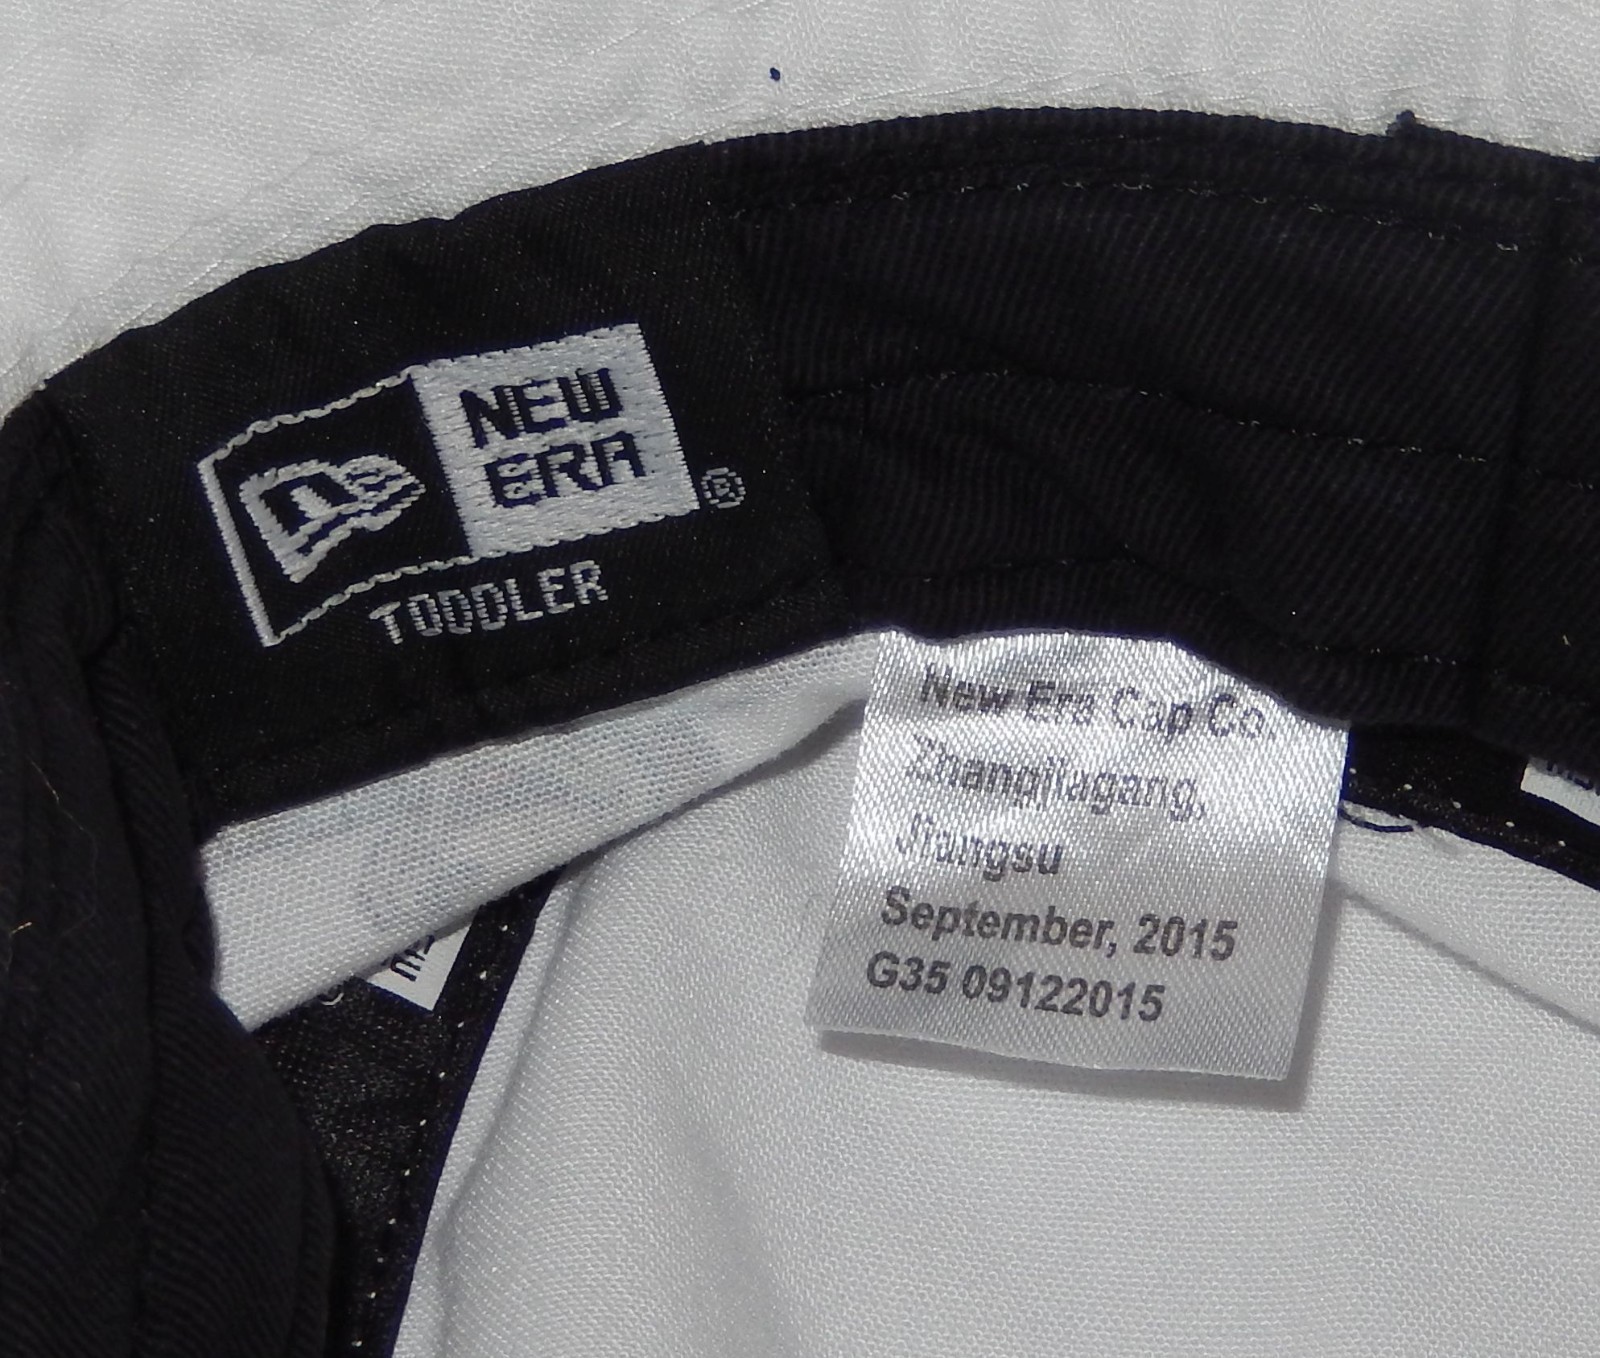 NEW
ERA
®
TODDLER
New Era Cap Co.
Zhangjiagang,
Jiangsu
September, 2015
G35 09122015